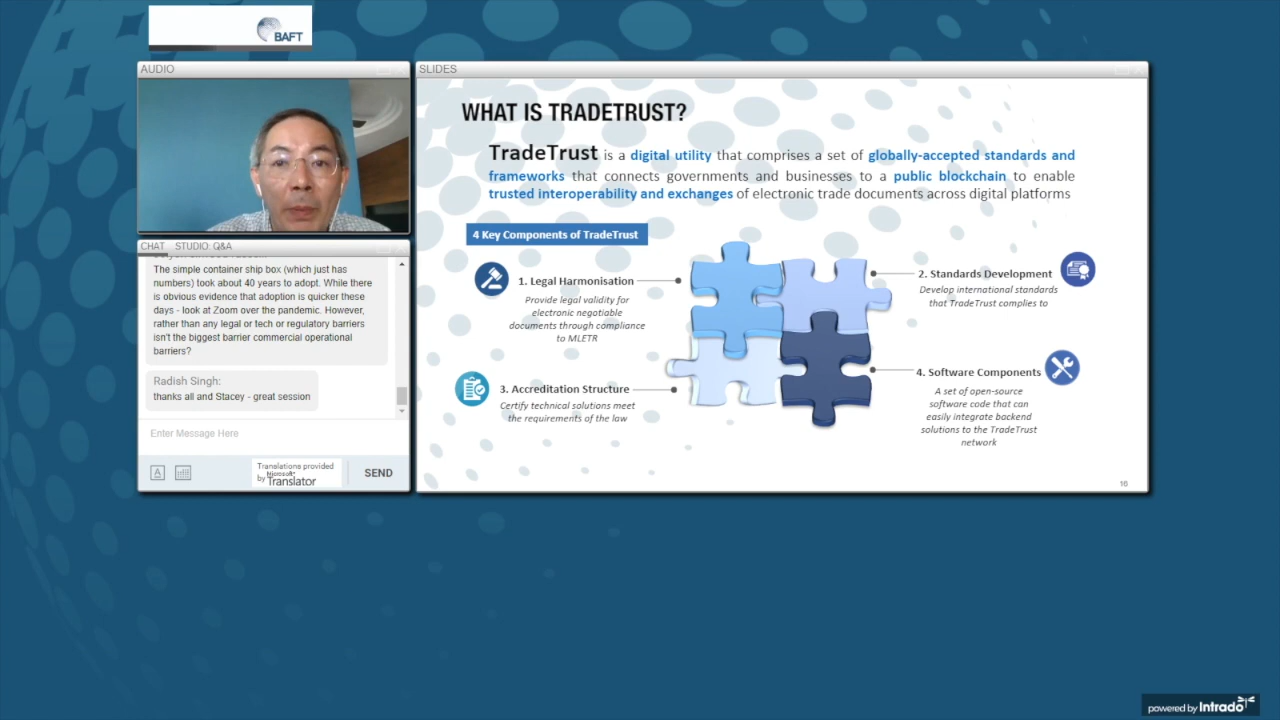 BAFT
AUDIO
CHAT
STUDIO: Q&A
The simple container ship box (which just has
numbers) took about 40 years to adopt. While there
is obvious evidence that adoption is quicker these
days - look at Zoom over the pandemic. However,
rather than any legal or tech or regulatory barriers
isn't the biggest barrier commercial operational
barriers?
Radish Singh:
thanks all and Stacey - great session
Enter Message Here
A
Translations provided
by Microsoft
Translator
SEND
SLIDES
WHAT IS TRADETRUST?
TradeTrust is a digital utility that comprises a set of globally-accepted standards and
frameworks that connects governments and businesses to a public blockchain to enable
trusted interoperability and exchanges of electronic trade documents across digital platforms
4 Key Components of TradeTrust
1. Legal Harmonisation
Provide legal validity for
electronic negotiable
documents through compliance
to MLETR
2. Standards Development
Develop international standards
that TradeTrust complies to
3. Accreditation Structure
Certify technical solutions meet
the requirements of the law
4. Software Components
A set of open-source
software code that can
easily integrate backend
solutions to the TradeTrust
network
16
powered by Intrado